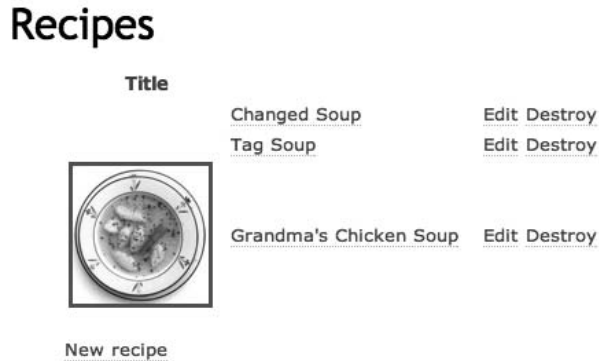 Recipes
Title
Changed Soup Edit Destroy
Tag Soup Edit Destroy
Grandma's Chicken Soup Edit Destroy
New recipe